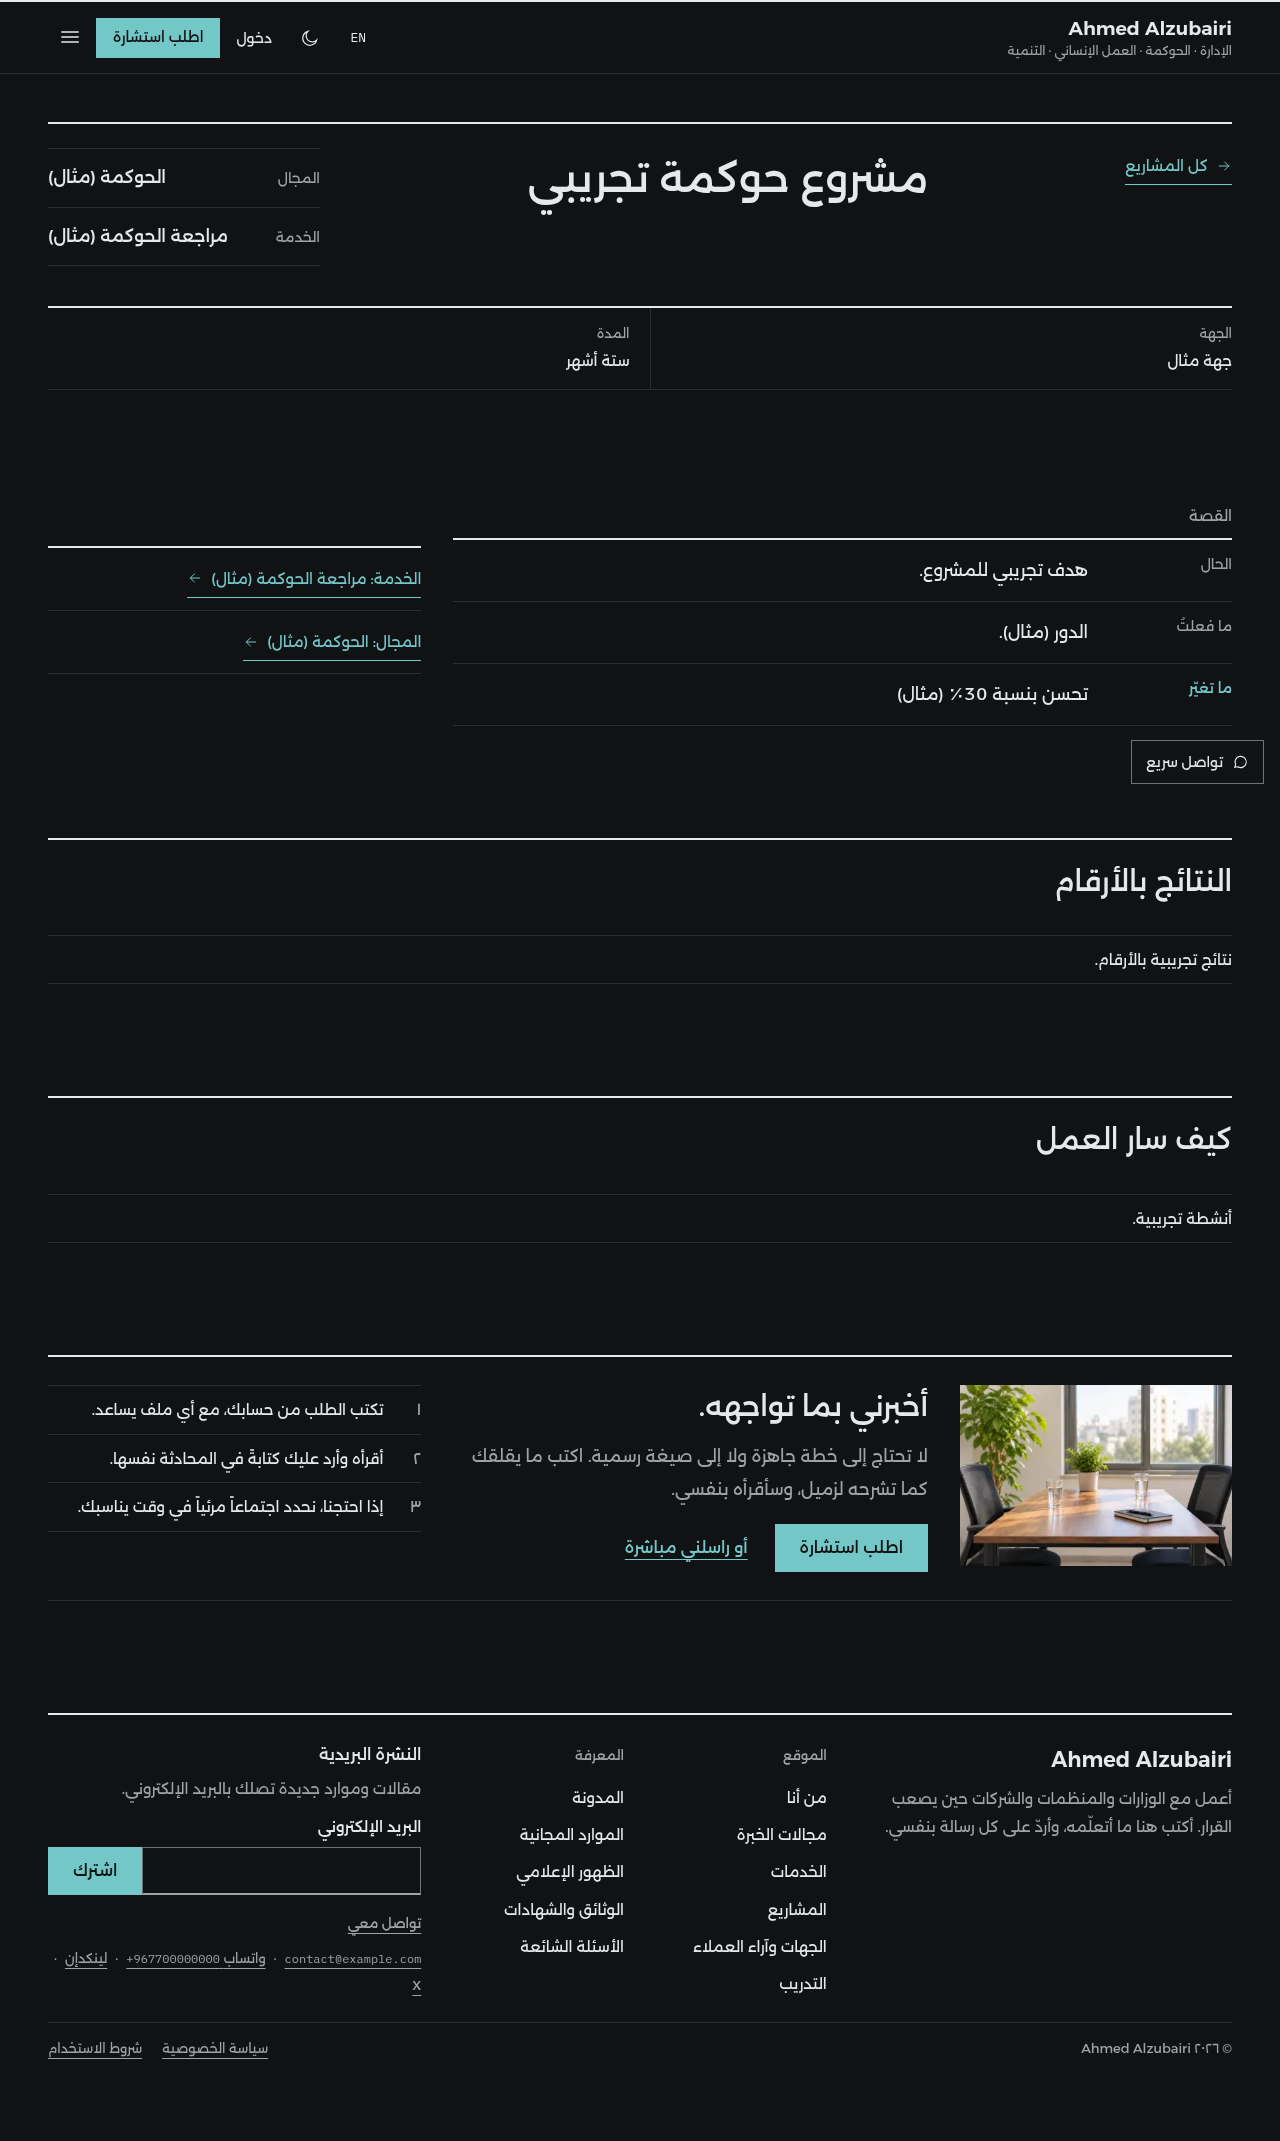 Ahmed Alzubairi
الإدارة · الحوكمة · العمل الإنساني · التنمية
EN
دخول
اطلب استشارة
→ كل المشاريع
مشروع حوكمة تجريبي
المجال
الحوكمة (مثال)
الخدمة
مراجعة الحوكمة (مثال)
الجهة
جهة مثال
المدة
ستة أشهر
القصة
الحال
هدف تجريبي للمشروع.
ما فعلتُ
الدور (مثال).
ما تغيّر
تحسن بنسبة 30٪ (مثال)
الخدمة: مراجعة الحوكمة (مثال) ←
المجال: الحوكمة (مثال) ←
تواصل سريع
النتائج بالأرقام
نتائج تجريبية بالأرقام.
كيف سار العمل
أنشطة تجريبية.
أخبرني بما تواجهه.
لا تحتاج إلى خطة جاهزة ولا إلى صيغة رسمية. اكتب ما يقلقك
كما تشرحه لزميل، وسأقرأه بنفسي.
اطلب استشارة
أو راسلني مباشرة
١ تكتب الطلب من حسابك، مع أي ملف يساعد.
٢ أقرأه وأرد عليك كتابةً في المحادثة نفسها.
٣ إذا احتجنا، نحدد اجتماعاً مرئياً في وقت يناسبك.
Ahmed Alzubairi
أعمل مع الوزارات والمنظمات والشركات حين يصعب
القرار. أكتب هنا ما أتعلّمه، وأردّ على كل رسالة بنفسي.
الموقع
من أنا
مجالات الخبرة
الخدمات
المشاريع
الجهات وآراء العملاء
التدريب
المعرفة
المدونة
الموارد المجانية
الظهور الإعلامي
الوثائق والشهادات
الأسئلة الشائعة
النشرة البريدية
مقالات وموارد جديدة تصلك بالبريد الإلكتروني.
البريد الإلكتروني
اشترك
تواصل معي
contact@example.com · واتساب +967700000000 · لينكدإن ·
X
© ٢٠٢٦ Ahmed Alzubairi
سياسة الخصوصية
شروط الاستخدام